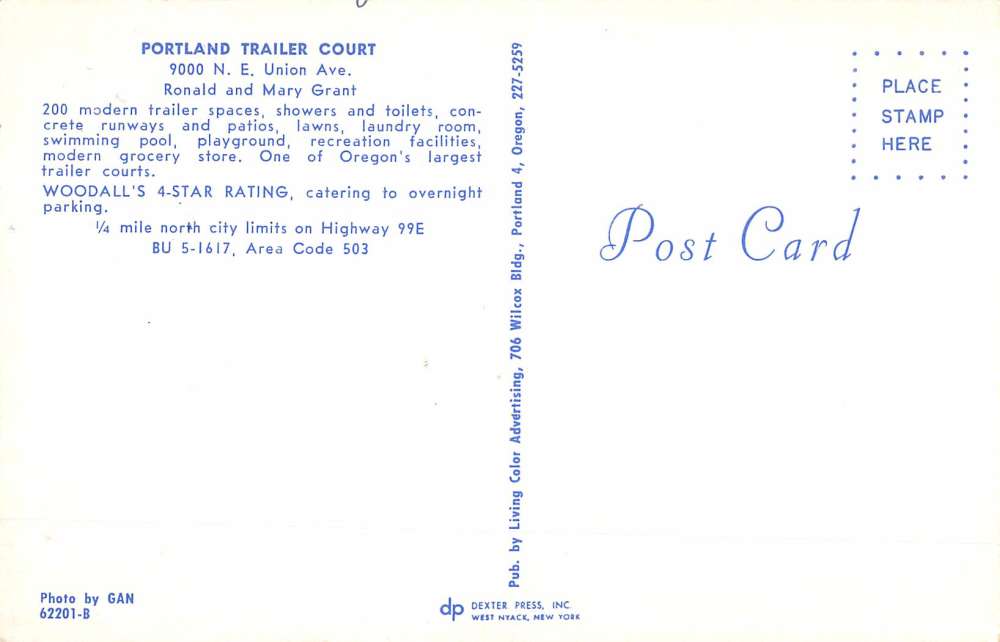 PORTLAND TRAILER COURT
9000 N. E. Union Ave.
Ronald and Mary Grant
200 modern trailer spaces, showers and toilets, con-
crete runways and patios, lawns, laundry room,
swimming pool, playground, recreation facilities,
modern grocery store. One of Oregon's largest
trailer courts.
WOODALL'S 4-STAR RATING, catering to overnight
parking.
¼ mile north city limits on Highway 99E
BU 5-1617, Area Code 503
Photo by GAN
62201-B
Pub. by Living Color Advertising, 706 Wilcox Bldg., Portland 4, Oregon, 227-5259
dp DEXTER PRESS, INC.
WEST NYACK, NEW YORK
PLACE
STAMP
HERE
Post Card